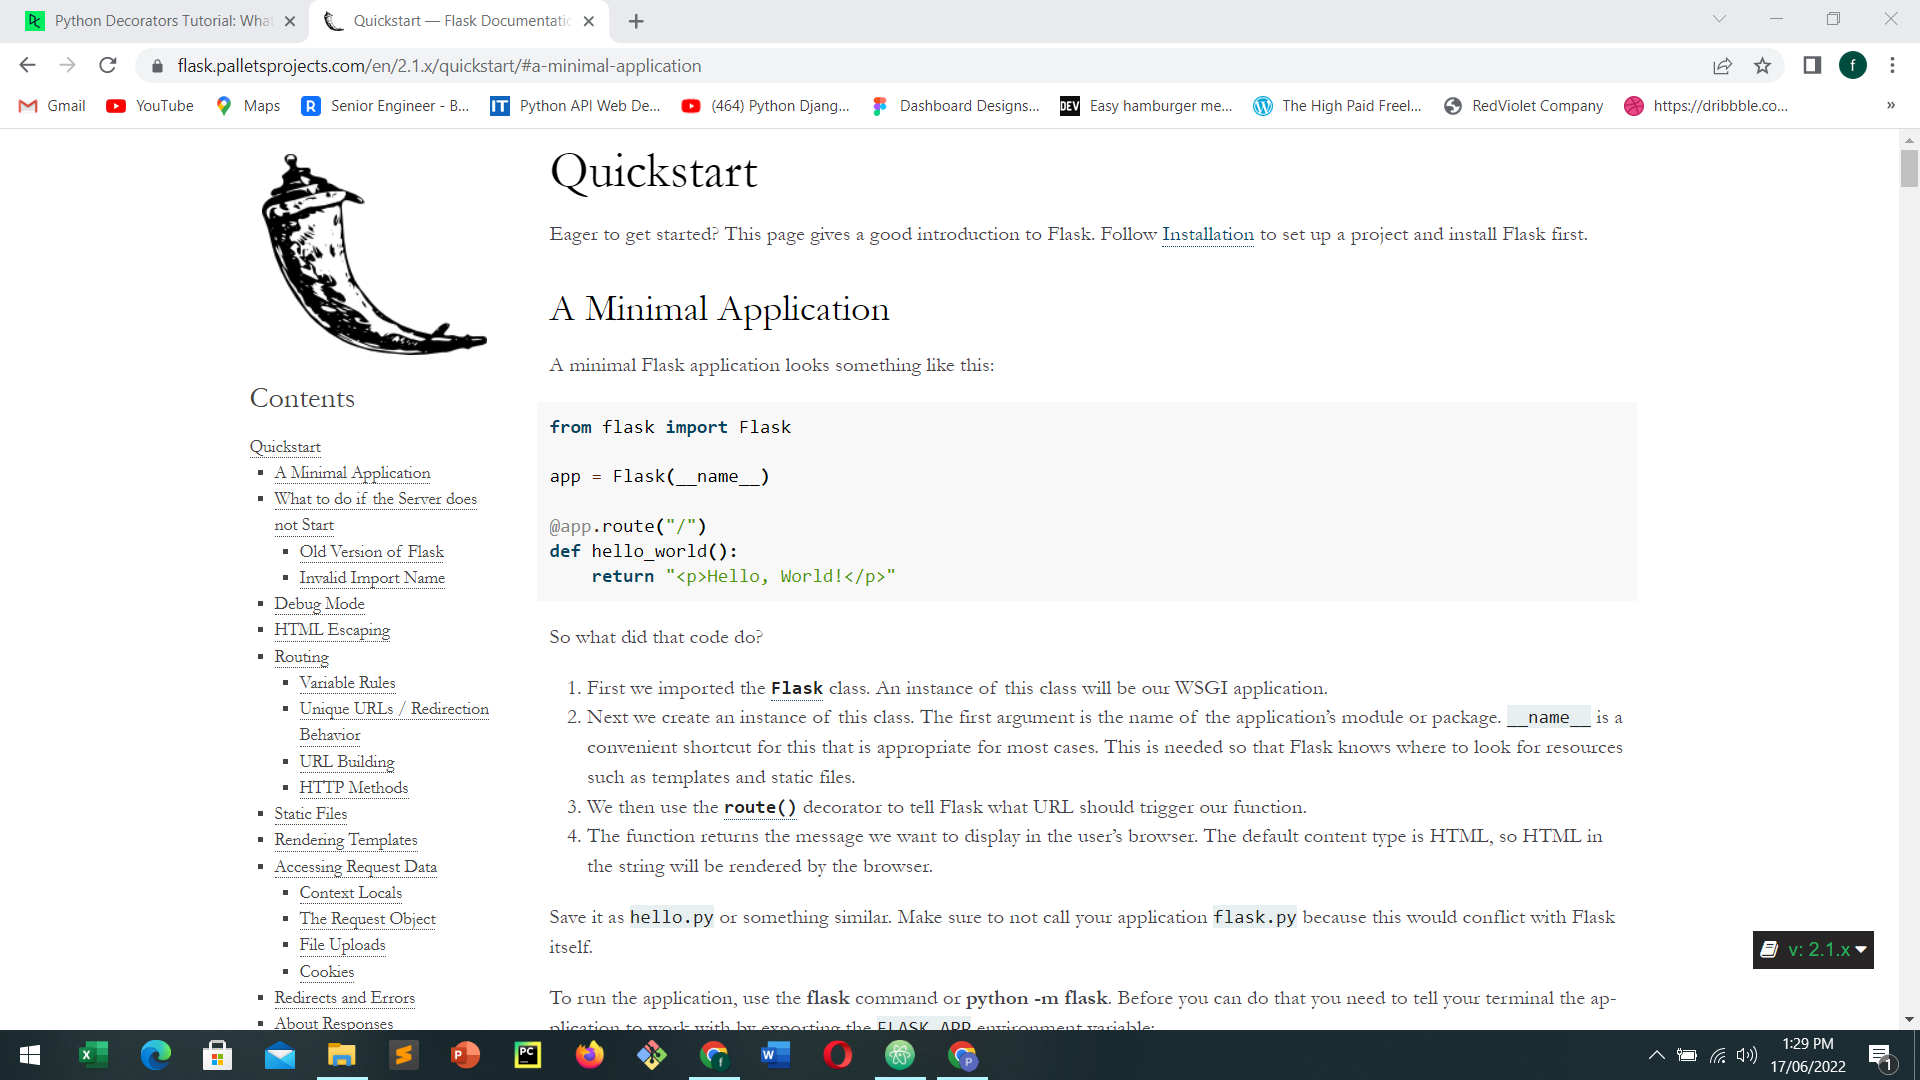 Python Decorators Tutorial: Wha
Quickstart — Flask Documentatio
flask.palletsprojects.com/en/2.1.x/quickstart/#a-minimal-application
f
Gmail
YouTube
Maps
R Senior Engineer - B...
IT Python API Web De...
(464) Python Djang...
Dashboard Designs...
DEV Easy hamburger me...
The High Paid Freel...
RedViolet Company
https://dribbble.co...
»
Contents
Quickstart
A Minimal Application
What to do if the Server does
not Start
Old Version of Flask
Invalid Import Name
Debug Mode
HTML Escaping
Routing
Variable Rules
Unique URLs / Redirection
Behavior
URL Building
HTTP Methods
Static Files
Rendering Templates
Accessing Request Data
Context Locals
The Request Object
File Uploads
Cookies
Redirects and Errors
About Responses
Quickstart
Eager to get started? This page gives a good introduction to Flask. Follow Installation to set up a project and install Flask first.
A Minimal Application
A minimal Flask application looks something like this:
from flask import Flask
app = Flask(__name__)
@app.route("/")
def hello_world():
    return "<p>Hello, World!</p>"
So what did that code do?
1. First we imported the Flask class. An instance of this class will be our WSGI application.
2. Next we create an instance of this class. The first argument is the name of the application’s module or package. __name__ is a
convenient shortcut for this that is appropriate for most cases. This is needed so that Flask knows where to look for resources
such as templates and static files.
3. We then use the route() decorator to tell Flask what URL should trigger our function.
4. The function returns the message we want to display in the user’s browser. The default content type is HTML, so HTML in
the string will be rendered by the browser.
Save it as hello.py or something similar. Make sure to not call your application flask.py because this would conflict with Flask
itself.
To run the application, use the flask command or python -m flask. Before you can do that you need to tell your terminal the ap-
plication to work with by exporting the FLASK_APP environment variable:
v: 2.1.x
1:29 PM
17/06/2022
1